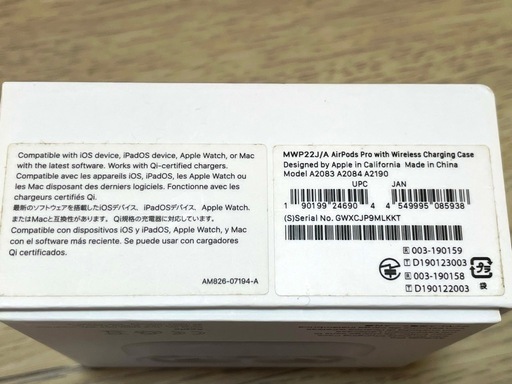 Compatible with iOS device, iPadOS device, Apple Watch, or Mac
with the latest software. Works with Qi-certified chargers.
Compatible avec les appareils iOS, iPadOS, les Apple Watch ou
les Mac disposant des derniers logiciels. Fonctionne avec les
chargeurs Qi.
最新のソフトウェアを搭載したiOSデバイス、iPadOSデバイス、Apple Watch、
またはMacと互換性があります。Qi規格の充電器に対応しています。
Compatible con dispositivos iOS y iPadOS, Apple Watch, y Mac
con el software más reciente. Se puede usar con cargadores
Qi certificados.
AM826-07194-A
MWP22J/A AirPods Pro with Wireless Charging Case
Designed by Apple in California Made in China
Model A2083 A2084 A2190
UPC JAN
1 90199 24690 4 4 549995 085938
(S)Serial No. GWXCJP9MLKKT
R 003-190159
T D190123003
R 003-190158
T D190122003
プラ
袋